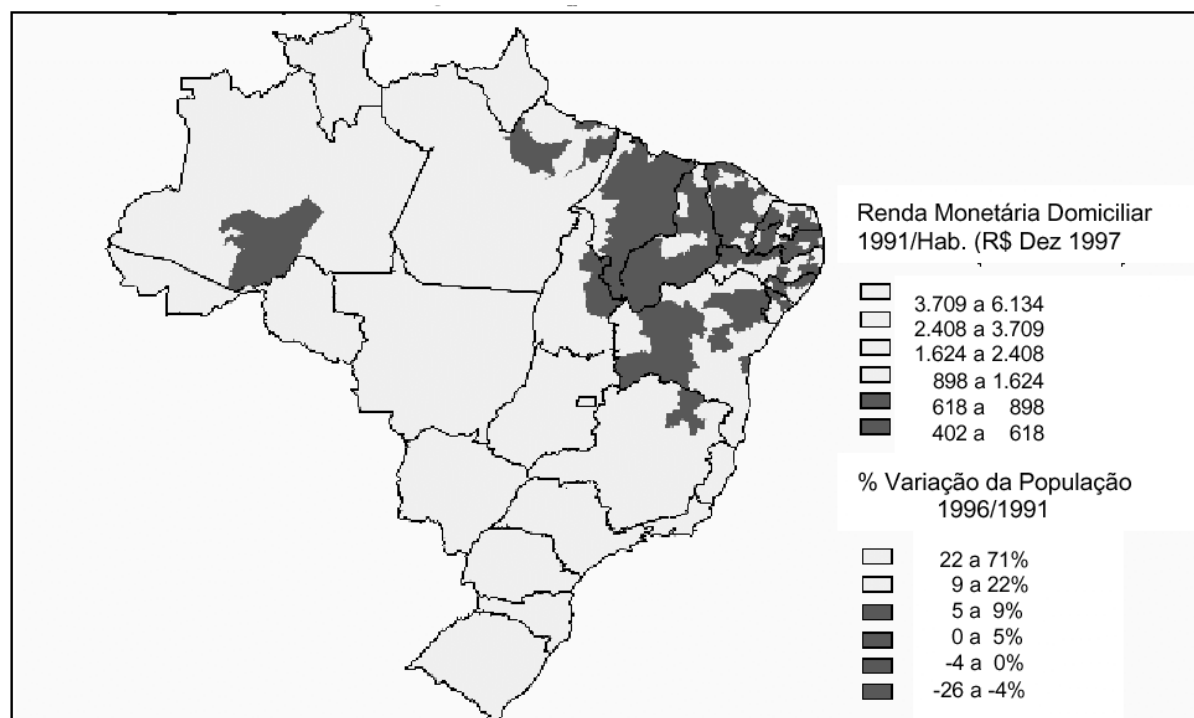 Renda Monetária Domiciliar
1991/Hab. (R$ Dez 1997
3.709 a 6.134
2.408 a 3.709
1.624 a 2.408
898 a 1.624
618 a 898
402 a 618
% Variação da População
1996/1991
22 a 71%
9 a 22%
5 a 9%
0 a 5%
-4 a 0%
-26 a -4%